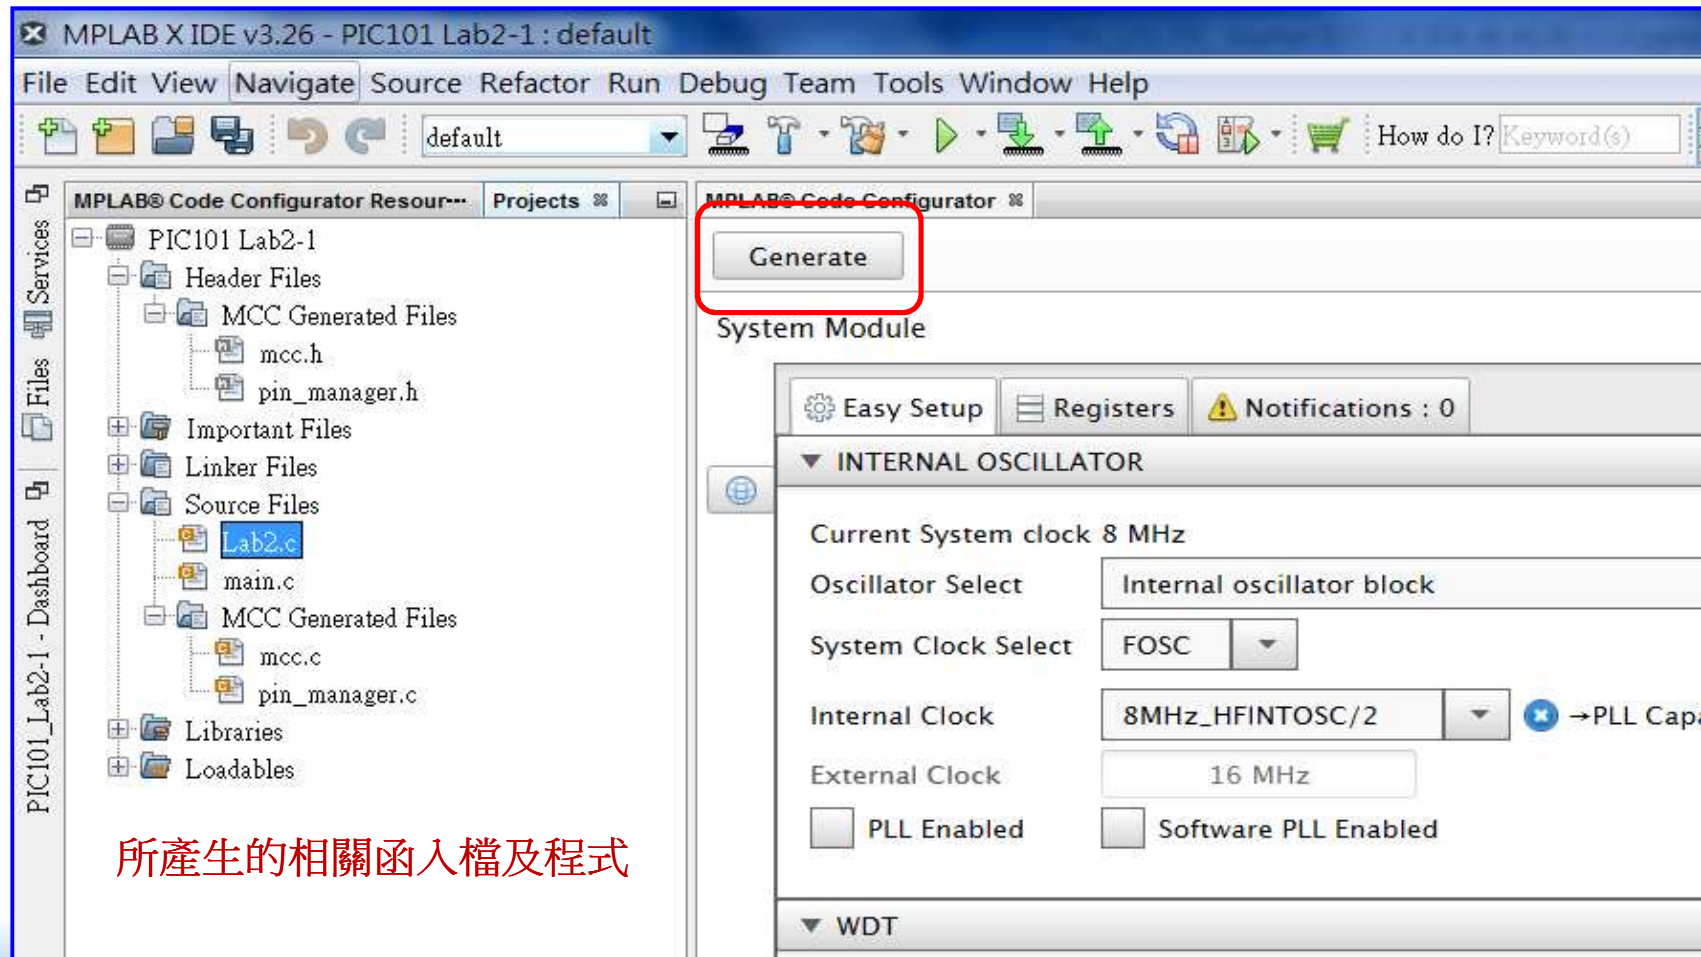 MPLAB X IDE v3.26 - PIC101 Lab2-1 : default
File Edit View Navigate Source Refactor Run Debug Team Tools Window Help
default
How do I? Keyword(s)
MPLAB® Code Configurator Resour...
Projects
MPLAB® Code Configurator
Services
Files
PIC101_Lab2-1 - Dashboard
PIC101 Lab2-1
Header Files
MCC Generated Files
mcc.h
pin_manager.h
Important Files
Linker Files
Source Files
Lab2.c
main.c
MCC Generated Files
mcc.c
pin_manager.c
Libraries
Loadables
所產生的相關函入檔及程式
Generate
System Module
Easy Setup
Registers
Notifications : 0
INTERNAL OSCILLATOR
Current System clock 8 MHz
Oscillator Select Internal oscillator block
System Clock Select FOSC
Internal Clock 8MHz_HFINTOSC/2 →PLL Capa
External Clock 16 MHz
PLL Enabled Software PLL Enabled
WDT